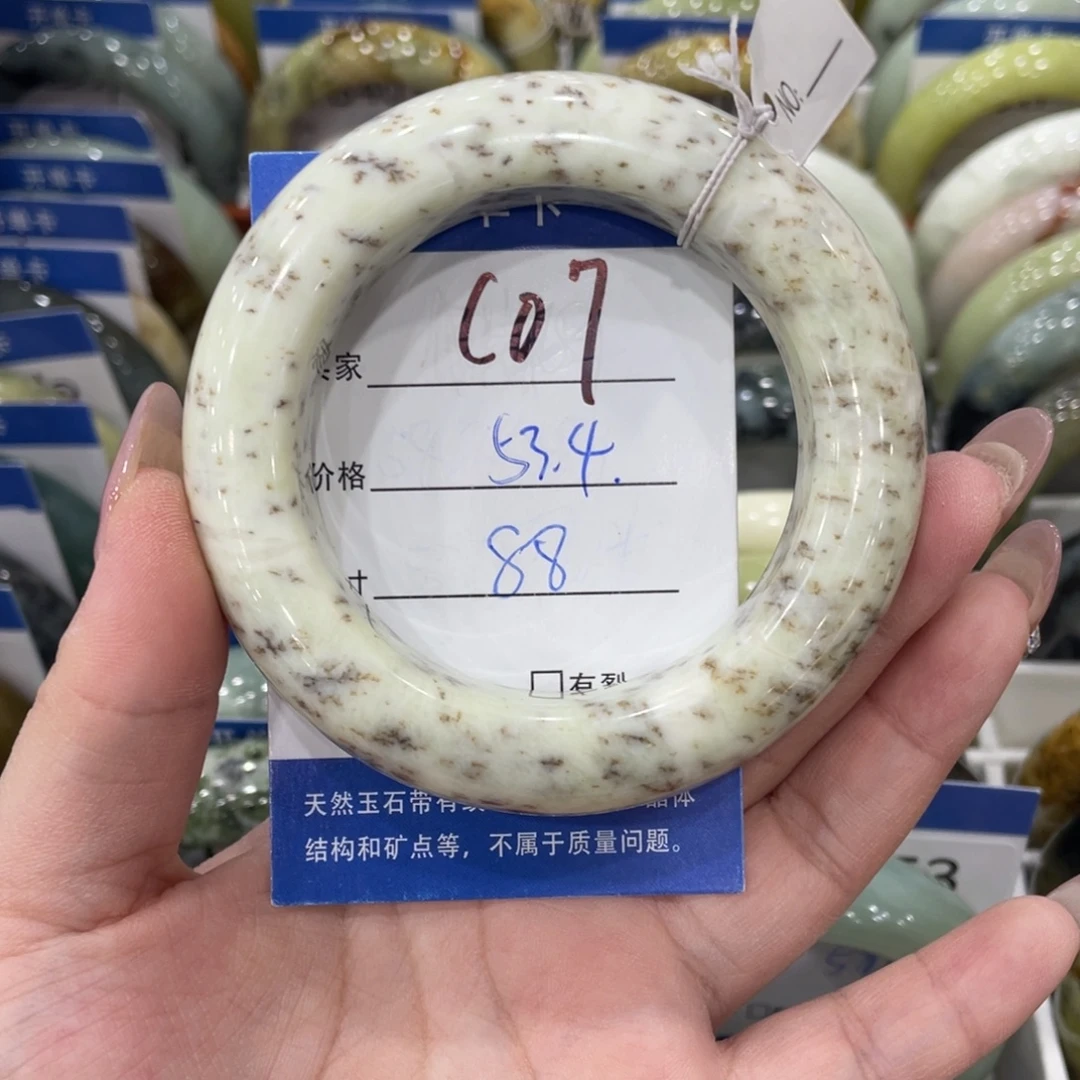 NO:
C07
家
价格 53.4.
寸 88
□有裂
天然玉石带有
结构和矿点等，不属于质量问题。